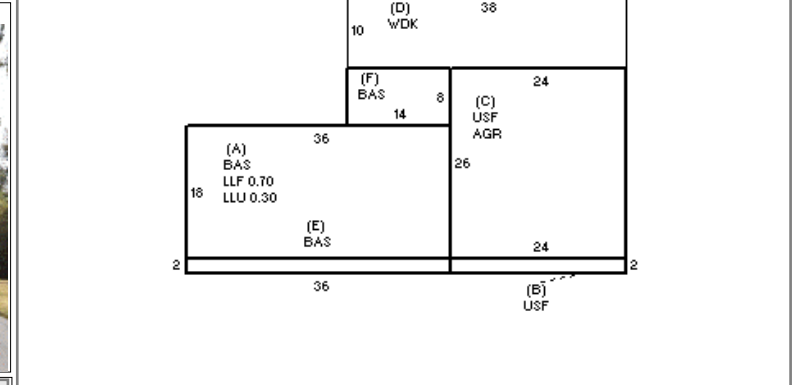 (D)
WDK
38
10
(F)
BAS
8
14
24
(C)
USF
AGR
36
(A)
BAS
LLF 0.70
LLU 0.30
18
26
(E)
BAS
24
2
2
36
(B)
USF